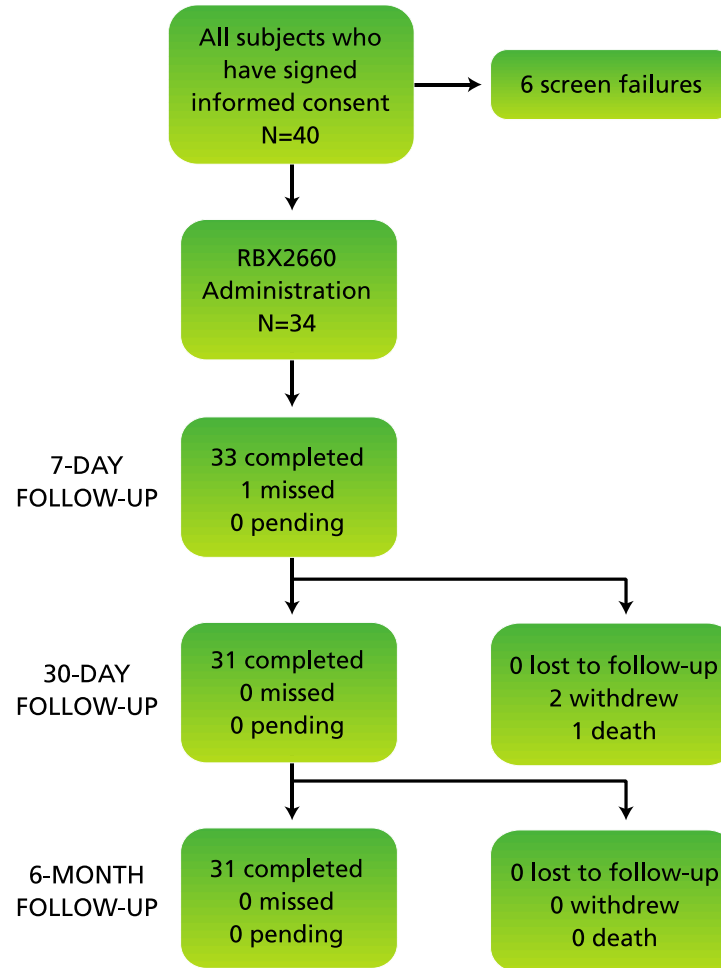 All subjects who
have signed
informed consent
N=40
6 screen failures
RBX2660
Administration
N=34
7-DAY
FOLLOW-UP
33 completed
1 missed
0 pending
30-DAY
FOLLOW-UP
31 completed
0 missed
0 pending
0 lost to follow-up
2 withdrew
1 death
6-MONTH
FOLLOW-UP
31 completed
0 missed
0 pending
0 lost to follow-up
0 withdrew
0 death